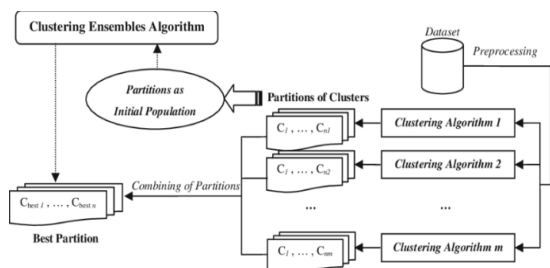 Clustering Ensembles Algorithm
Dataset
Preprocessing
Partitions as
Initial Population
Partitions of Clusters
C1 , … , Cn1
Clustering Algorithm 1
C1 , … , Cn2
Clustering Algorithm 2
Combining of Partitions
Cbest 1 , … , Cbest n
Best Partition
...
...
C1 , … , Cnm
Clustering Algorithm m